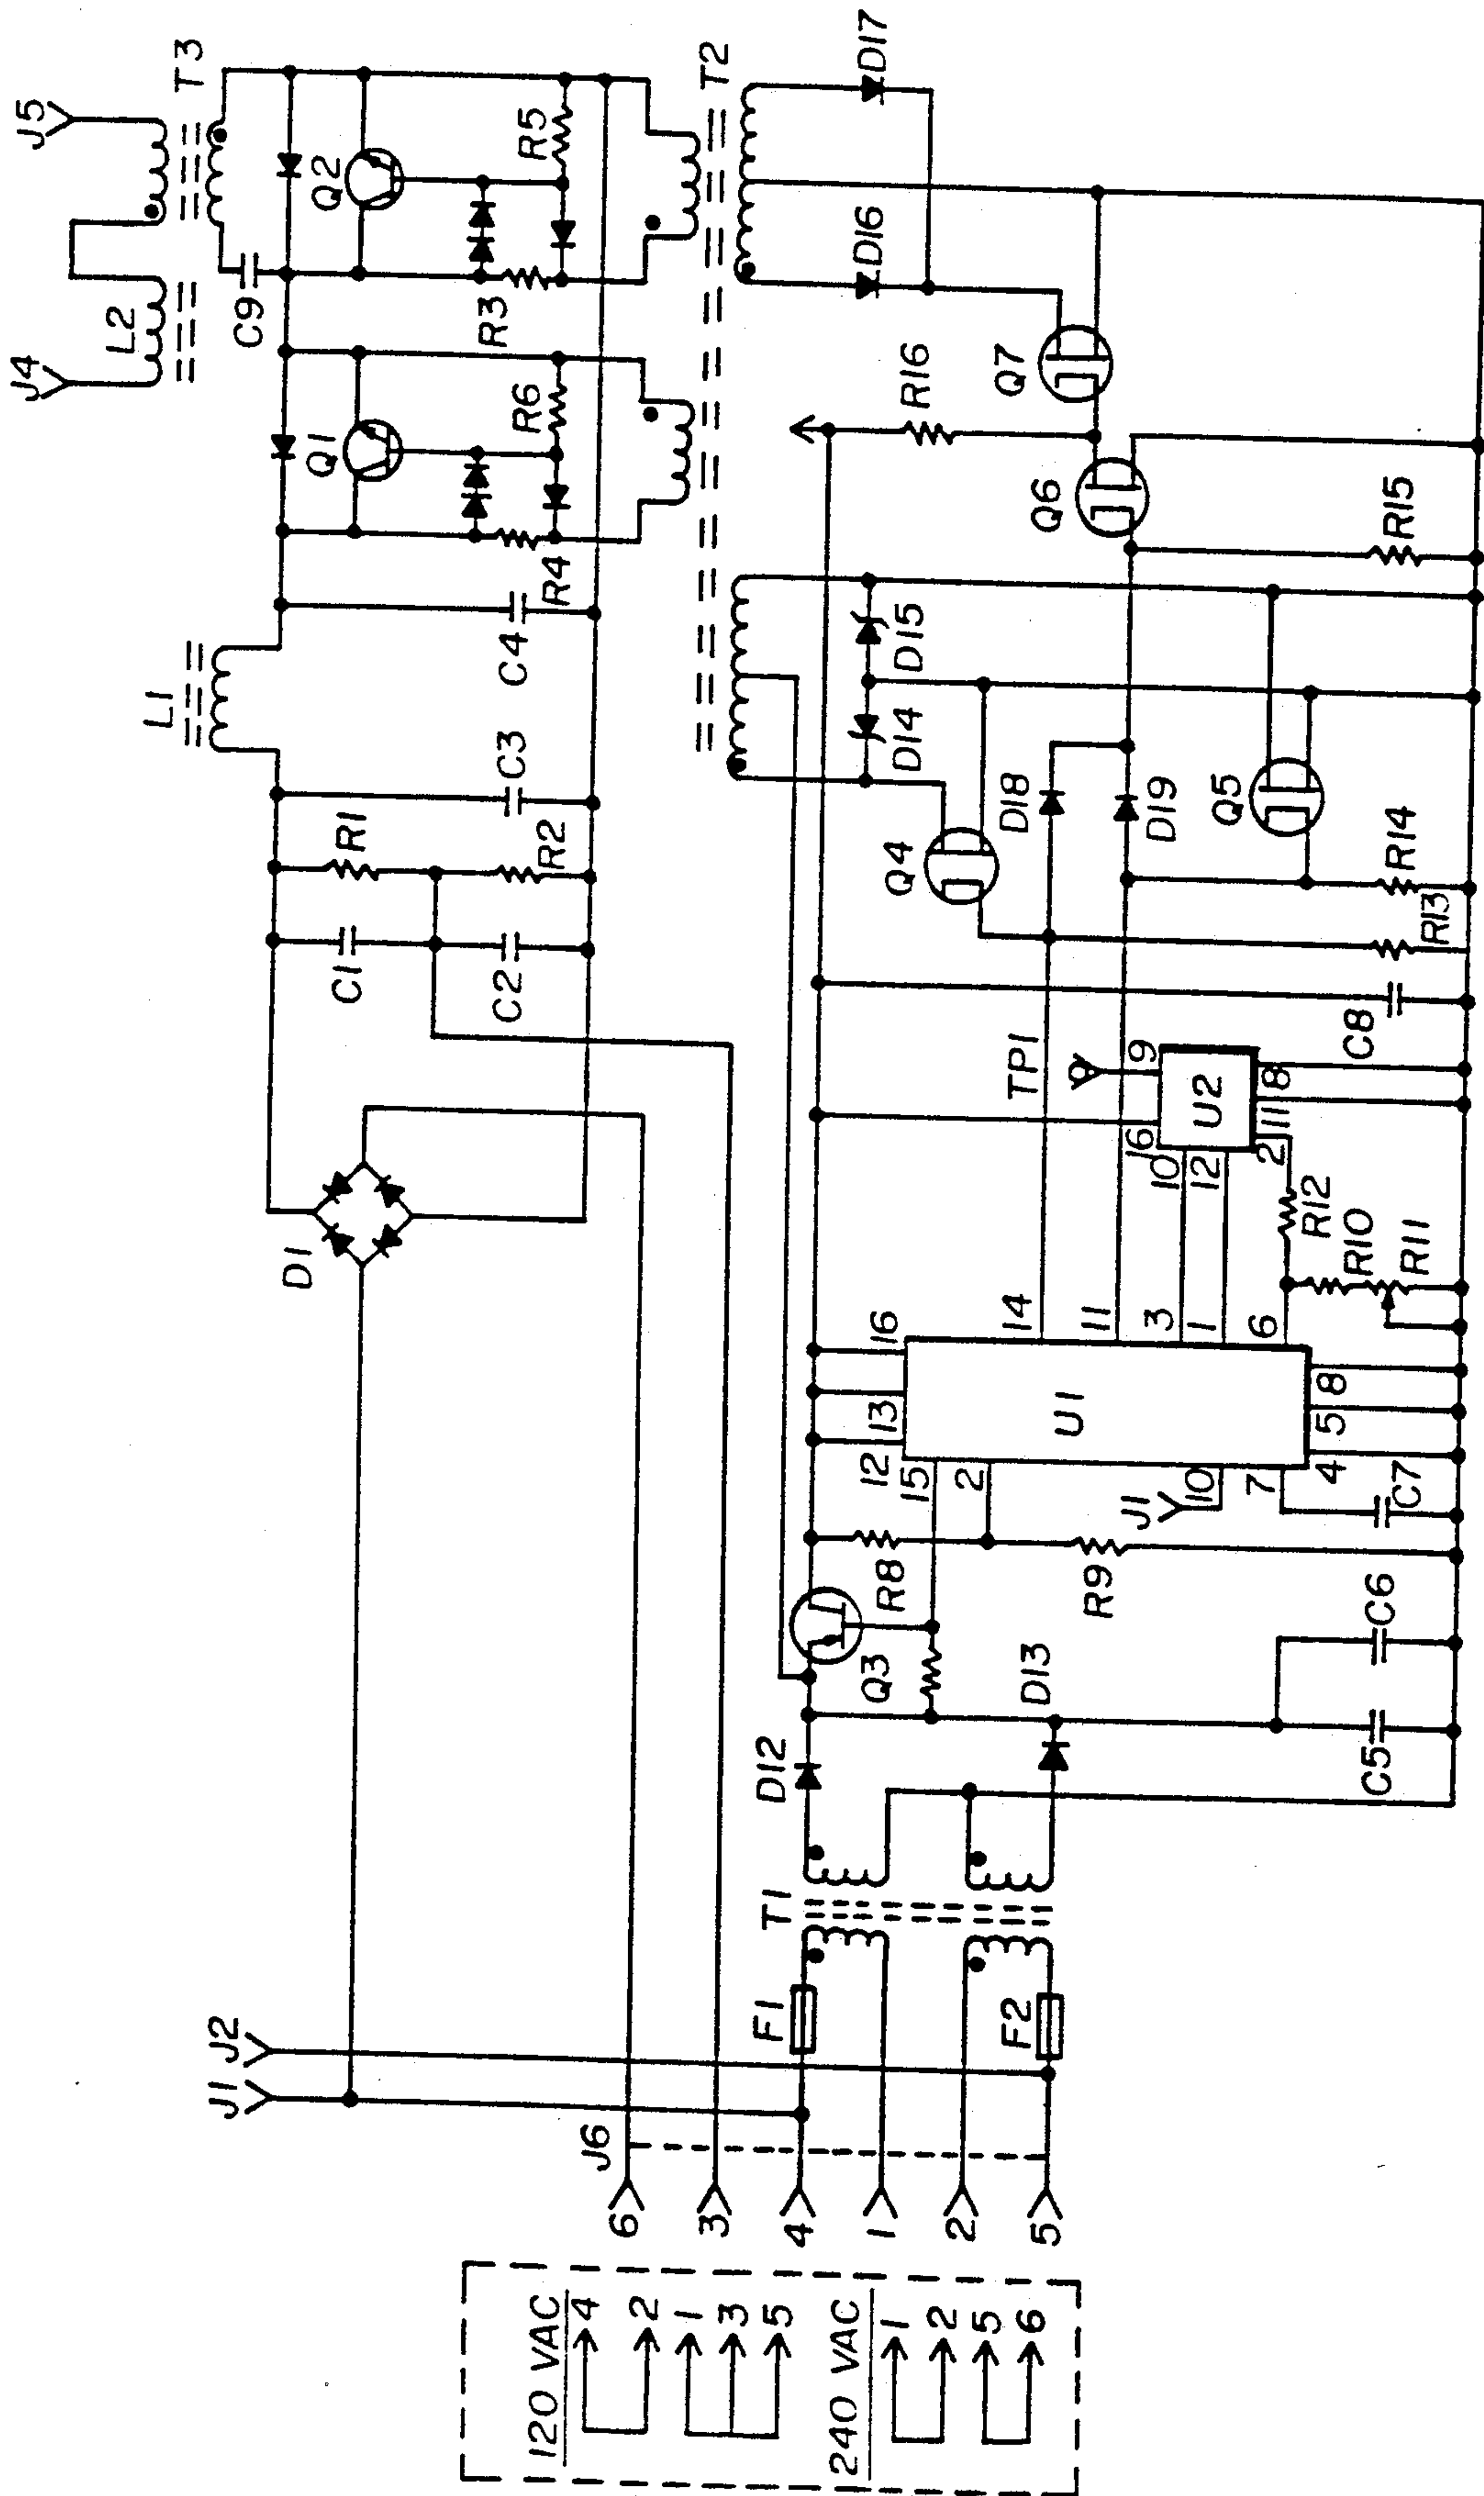 J4
J5
L2
T3
L1
C9
Q2
Q1
D1
R1
C1
R3
R5
R6
C3
C4
C2
R2
R4
J1
J2
T2
J6
6
3
4
1
2
5
F1
F2
T1
D12
D13
Q3
R8
R9
C5
C6
C7
J1
12
13
16
15
2
10
7
4
5
8
U1
14
11
3
1
6
R12
R10
R11
TP1
16
9
10
12
2
11
8
U2
C8
R13
R14
R15
Q4
Q5
D18
D19
D14
D15
Q6
Q7
R16
D16
D17
120 VAC
4
2
1
3
5
240 VAC
1
2
5
6